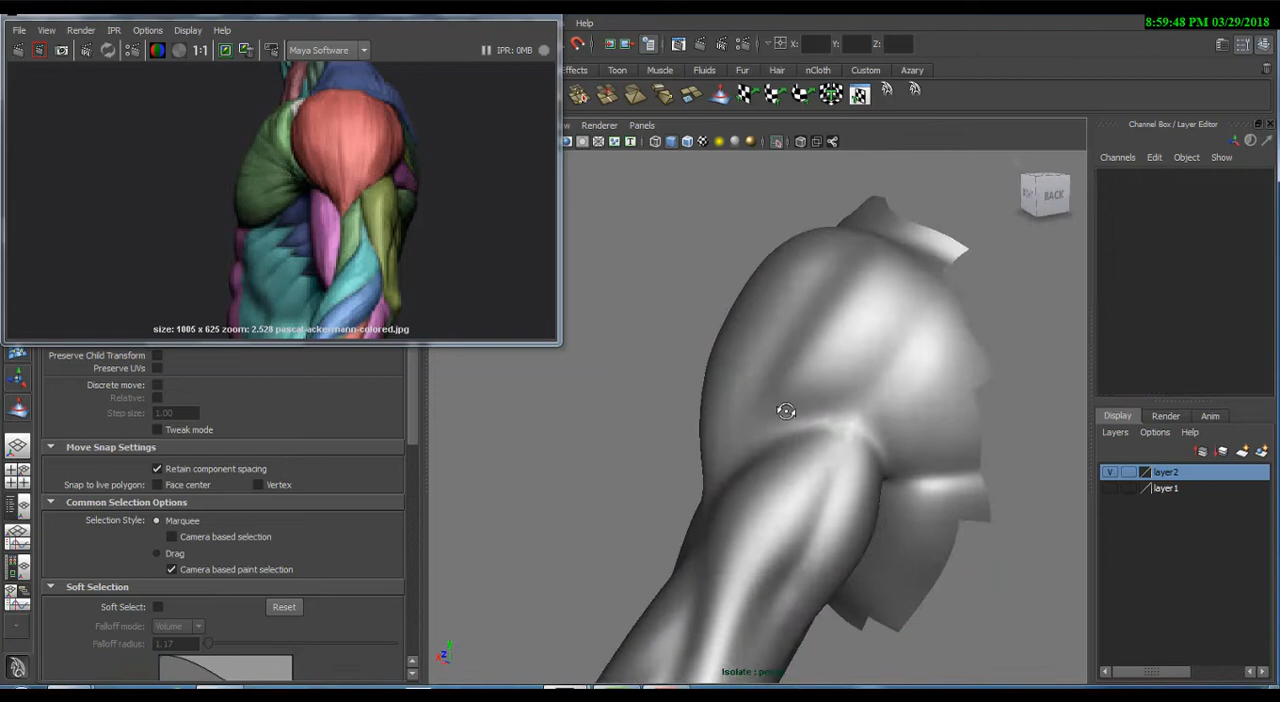 8:59:48 PM 03/29/2018
File View Render IPR Options Display Help
Help
1:1 Maya Software IPR: 0MB
X: Y: Z:
Effects Toon Muscle Fluids Fur Hair nCloth Custom Azary
Renderer Panels
Channel Box / Layer Editor
Channels Edit Object Show
BACK
size: 1005 x 625 zoom: 2.528 pascal-ackermann-colored.jpg
Preserve Child Transform
Preserve UVs
Discrete move:
Relative:
Step size: 1.00
Tweak mode
Move Snap Settings
Retain component spacing
Snap to live polygon: Face center Vertex
Common Selection Options
Selection Style: Marquee
Camera based selection
Drag
Camera based paint selection
Soft Selection
Soft Select: Reset
Falloff mode: Volume
Falloff radius: 1.17
Display Render Anim
Layers Options Help
V layer2
layer1
Isolate :